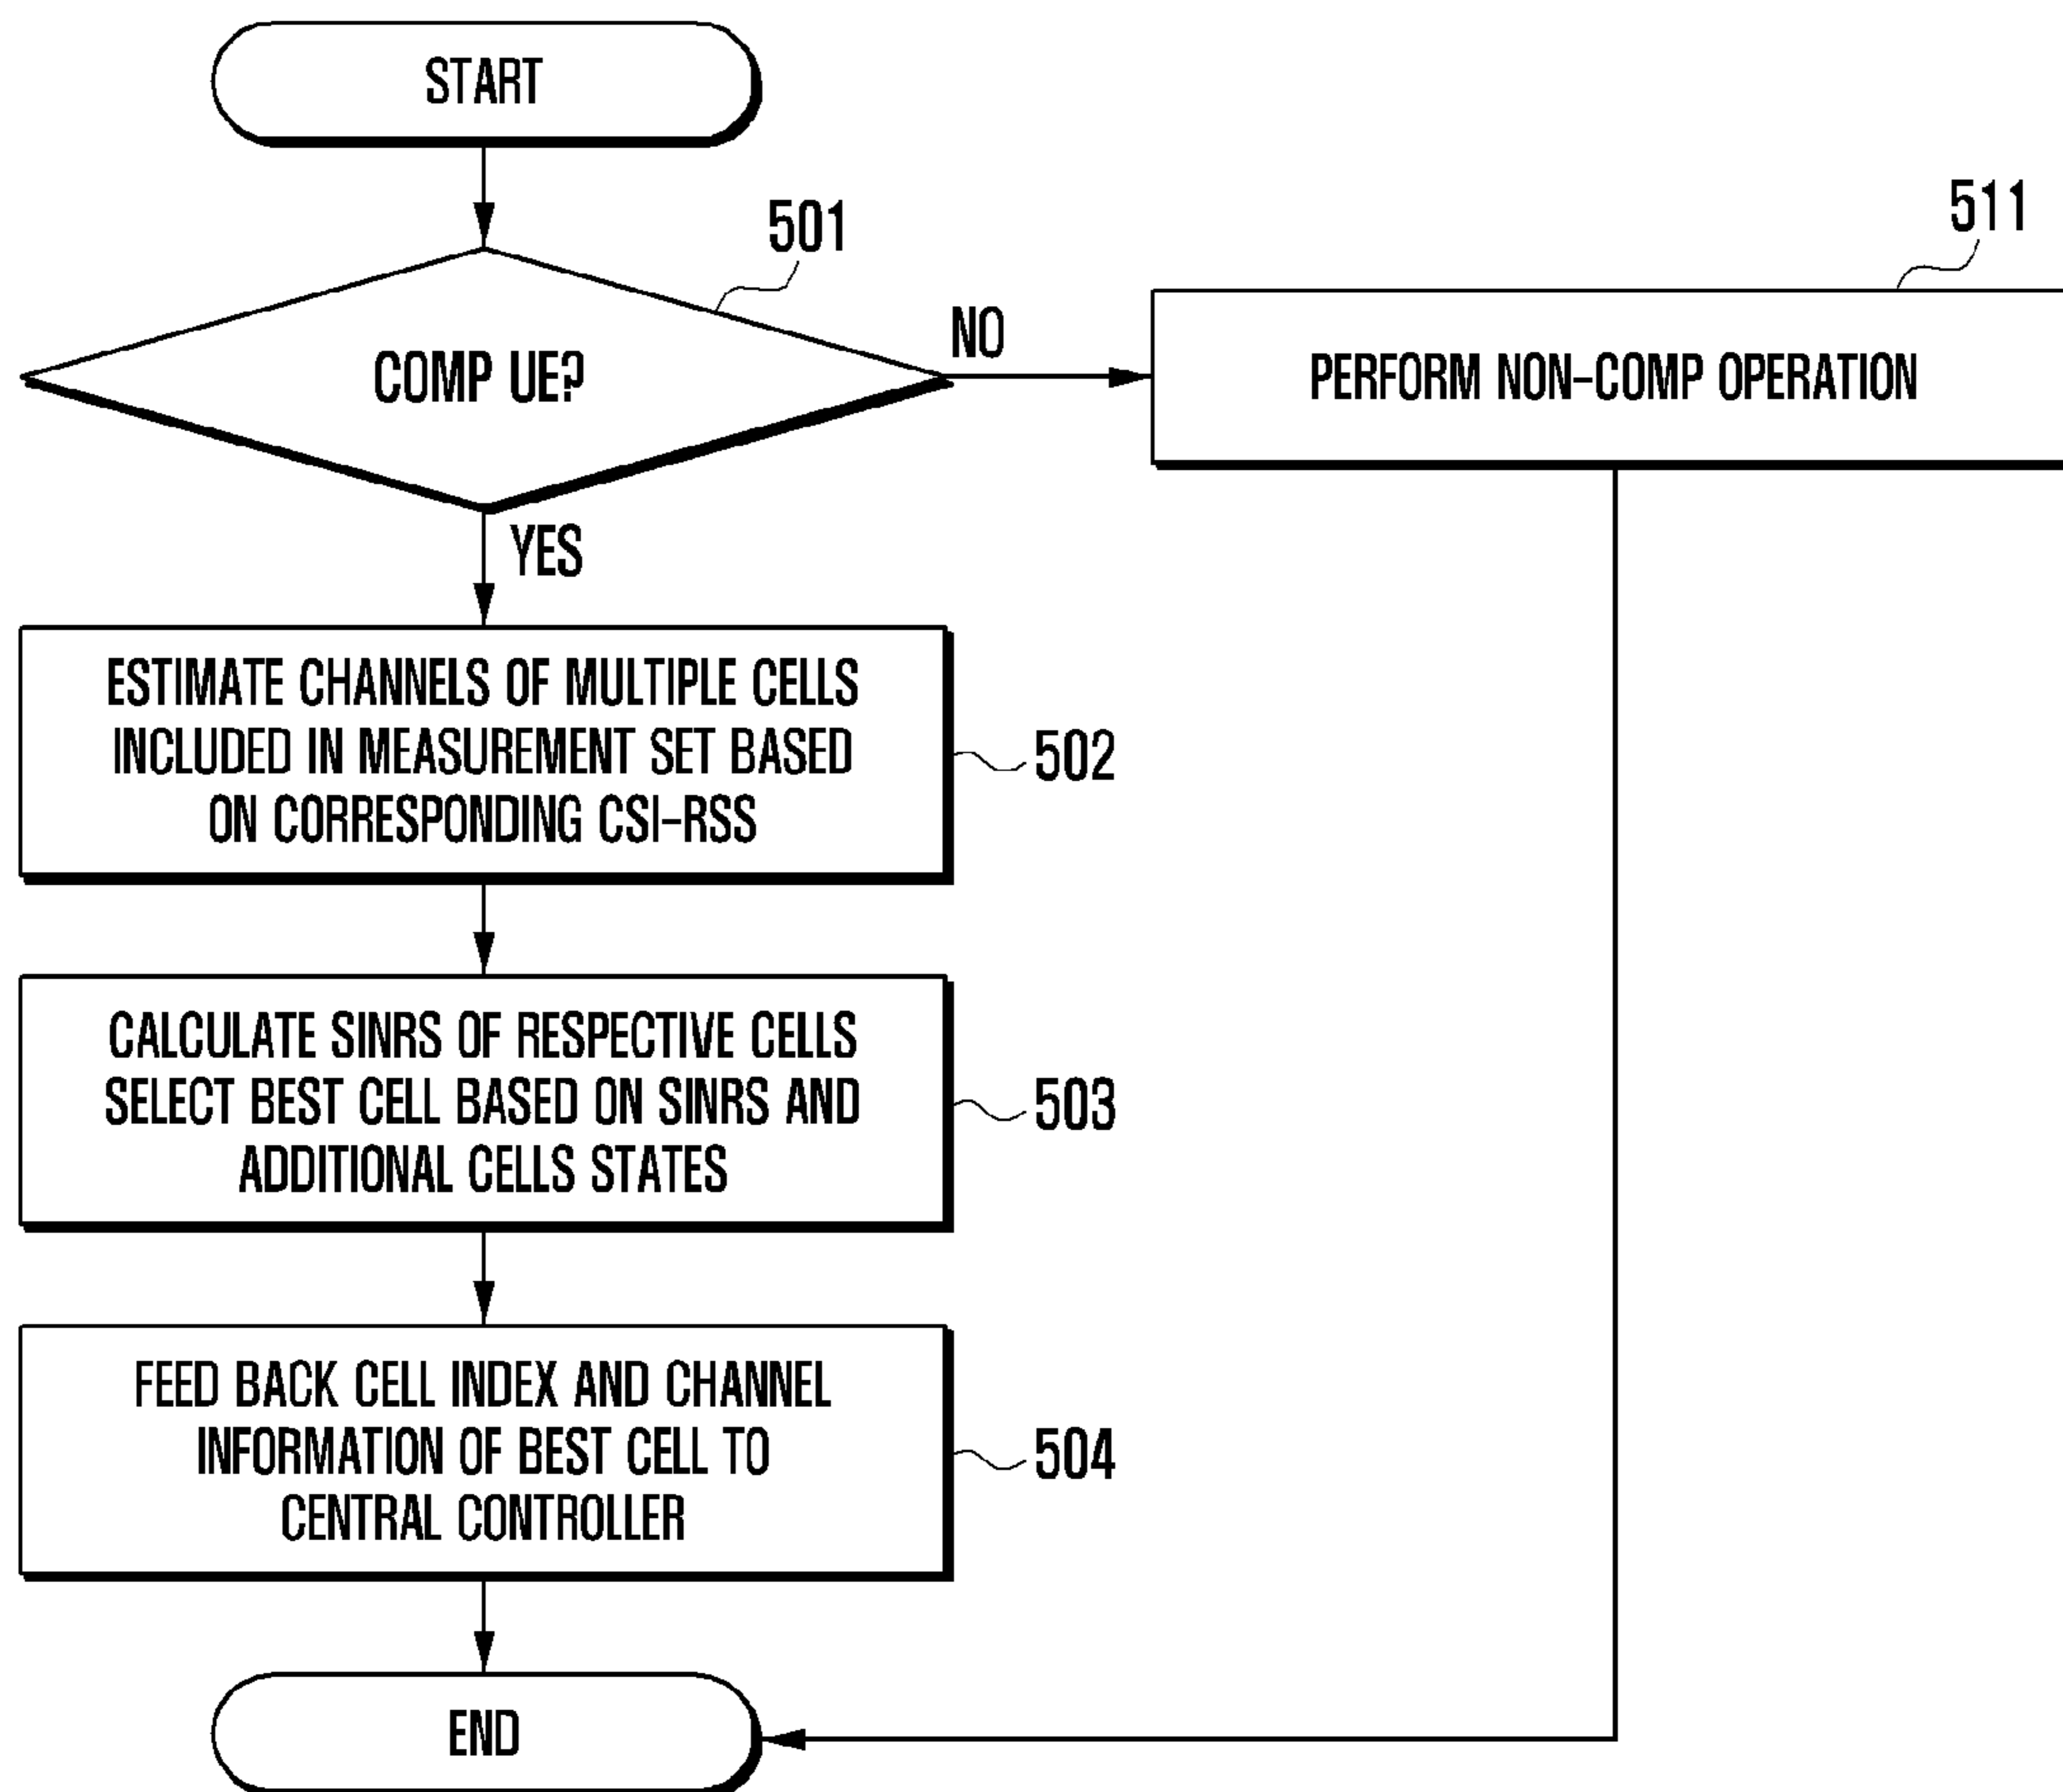 START
501
COMP UE?
NO
511
PERFORM NON-COMP OPERATION
YES
ESTIMATE CHANNELS OF MULTIPLE CELLS
INCLUDED IN MEASUREMENT SET BASED
ON CORRESPONDING CSI-RSS
502
CALCULATE SINRS OF RESPECTIVE CELLS
SELECT BEST CELL BASED ON SINRS AND
ADDITIONAL CELLS STATES
503
FEED BACK CELL INDEX AND CHANNEL
INFORMATION OF BEST CELL TO
CENTRAL CONTROLLER
504
END